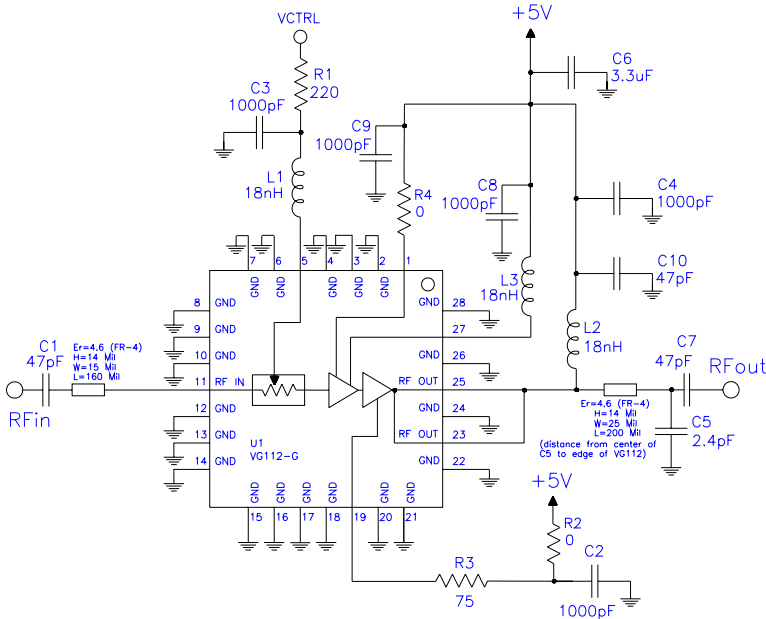 VCTRL
+5V
R1
220
C3
1000pF
C6
3.3uF
C9
1000pF
L1
18nH
R4
0
C8
1000pF
C4
1000pF
L3
18nH
C10
47pF
L2
18nH
7
6
5
4
3
2
1
GND
GND
GND
GND
GND
8
GND
9
GND
10
GND
11
RF IN
12
GND
13
GND
14
GND
GND
28
27
GND
26
RF OUT
25
GND
24
RF OUT
23
GND
22
U1
VG112-G
GND
GND
GND
GND
GND
GND
15
16
17
18
19
20
21
C1
47pF
Er=4.6 (FR-4)
H=14 Mil
W=15 Mil
L=160 Mil
RFin
C7
47pF
RFout
Er=4.6 (FR-4)
H=14 Mil
W=25 Mil
L=200 Mil
(distance from center of
C5 to edge of VG112)
C5
2.4pF
+5V
R2
0
C2
1000pF
R3
75